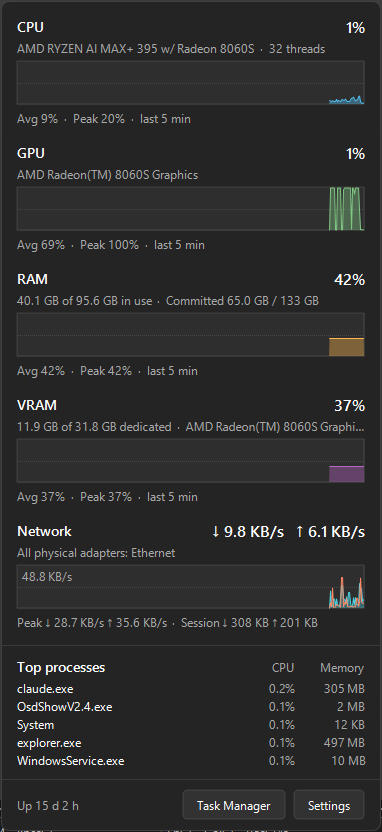 CPU 1%
AMD RYZEN AI MAX+ 395 w/ Radeon 8060S · 32 threads
Avg 9% · Peak 20% · last 5 min
GPU 1%
AMD Radeon(TM) 8060S Graphics
Avg 69% · Peak 100% · last 5 min
RAM 42%
40.1 GB of 95.6 GB in use · Committed 65.0 GB / 133 GB
Avg 42% · Peak 42% · last 5 min
VRAM 37%
11.9 GB of 31.8 GB dedicated · AMD Radeon(TM) 8060S Graphi...
Avg 37% · Peak 37% · last 5 min
Network ↓ 9.8 KB/s ↑ 6.1 KB/s
All physical adapters: Ethernet
48.8 KB/s
Peak ↓ 28.7 KB/s ↑ 35.6 KB/s · Session ↓ 308 KB ↑ 201 KB
Top processes CPU Memory
claude.exe 0.2% 305 MB
OsdShowV2.4.exe 0.1% 2 MB
System 0.1% 12 KB
explorer.exe 0.1% 497 MB
WindowsService.exe 0.1% 10 MB
Up 15 d 2 h Task Manager Settings